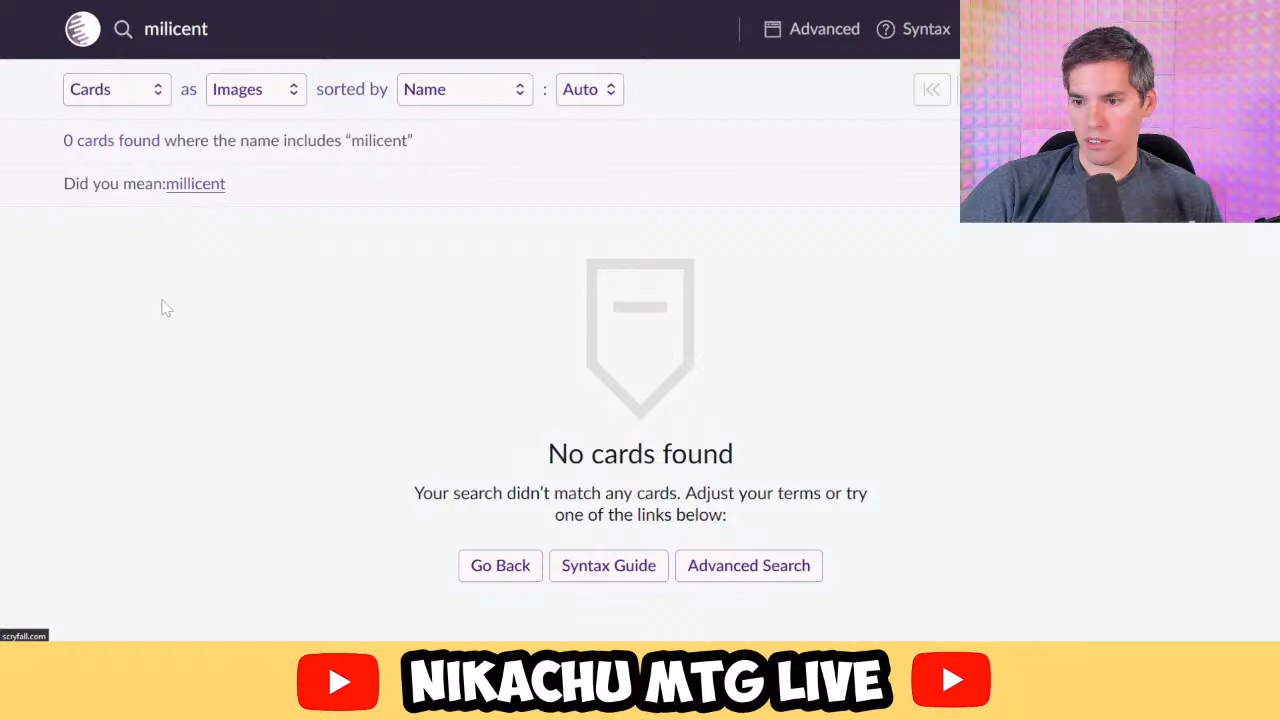 milicent
Advanced
Syntax
Cards as Images sorted by Name : Auto
0 cards found where the name includes “milicent”
Did you mean:millicent
No cards found
Your search didn’t match any cards. Adjust your terms or try
one of the links below:
Go Back
Syntax Guide
Advanced Search
scryfall.com
NIKACHU MTG LIVE